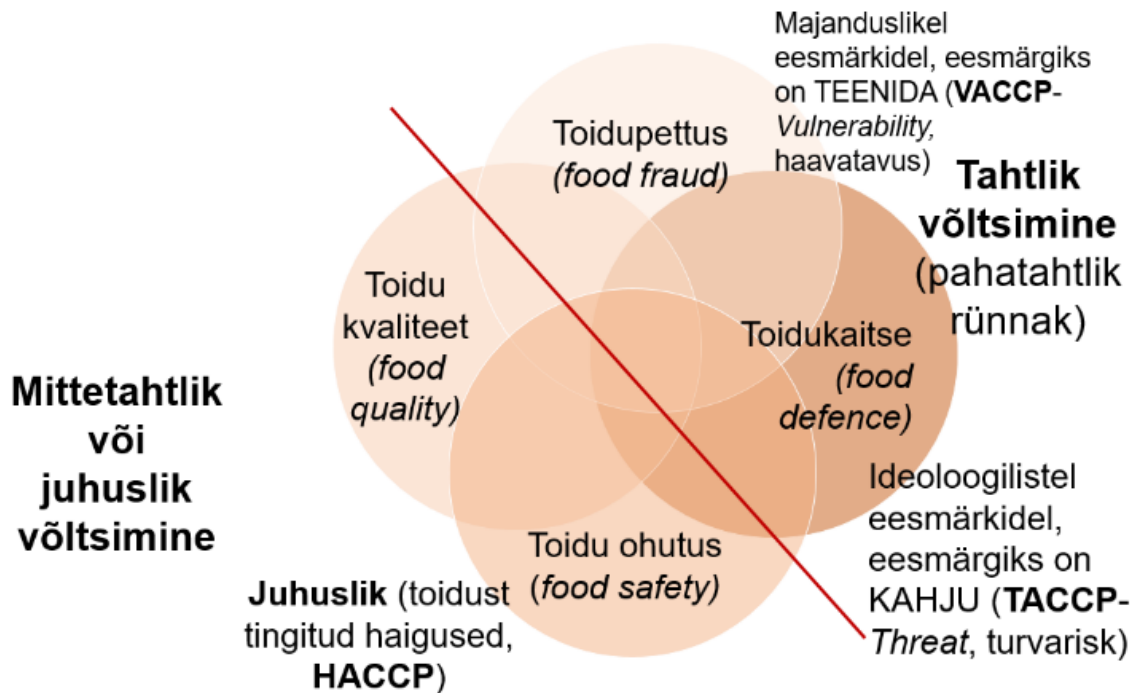 Majanduslikel
eesmärkidel, eesmärgiks
on TEENIDA (VACCP-
Vulnerability,
haavatavus)
Toidupettus
(food fraud)
Tahtlik
võltsimine
(pahatahtlik
rünnak)
Toidu
kvaliteet
(food
quality)
Toidukaitse
(food
defence)
Mittetahtlik
või
juhuslik
võltsimine
Ideoloogilistel
eesmärkidel,
eesmärgiks on
KAHJU (TACCP-
Threat, turvarisk)
Toidu ohutus
(food safety)
Juhuslik (toidust
tingitud haigused,
HACCP)